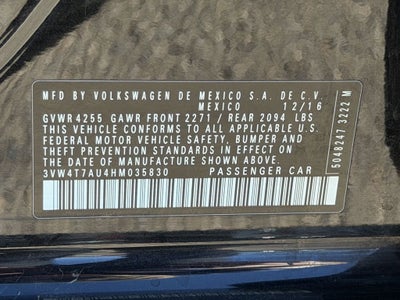 MFD BY VOLKSWAGEN DE MEXICO S.A. DE C.V.
MEXICO 12/16
GVWR 4255 GAWR FRONT 2271 / REAR 2094 LBS
THIS VEHICLE CONFORMS TO ALL APPLICABLE U.S.
FEDERAL MOTOR VEHICLE SAFETY, BUMPER AND
THEFT PREVENTION STANDARDS IN EFFECT ON
THE DATE OF MANUFACTURE SHOWN ABOVE
3VW4T7AU4HM035830 PASSENGER CAR
5048247 3222 M